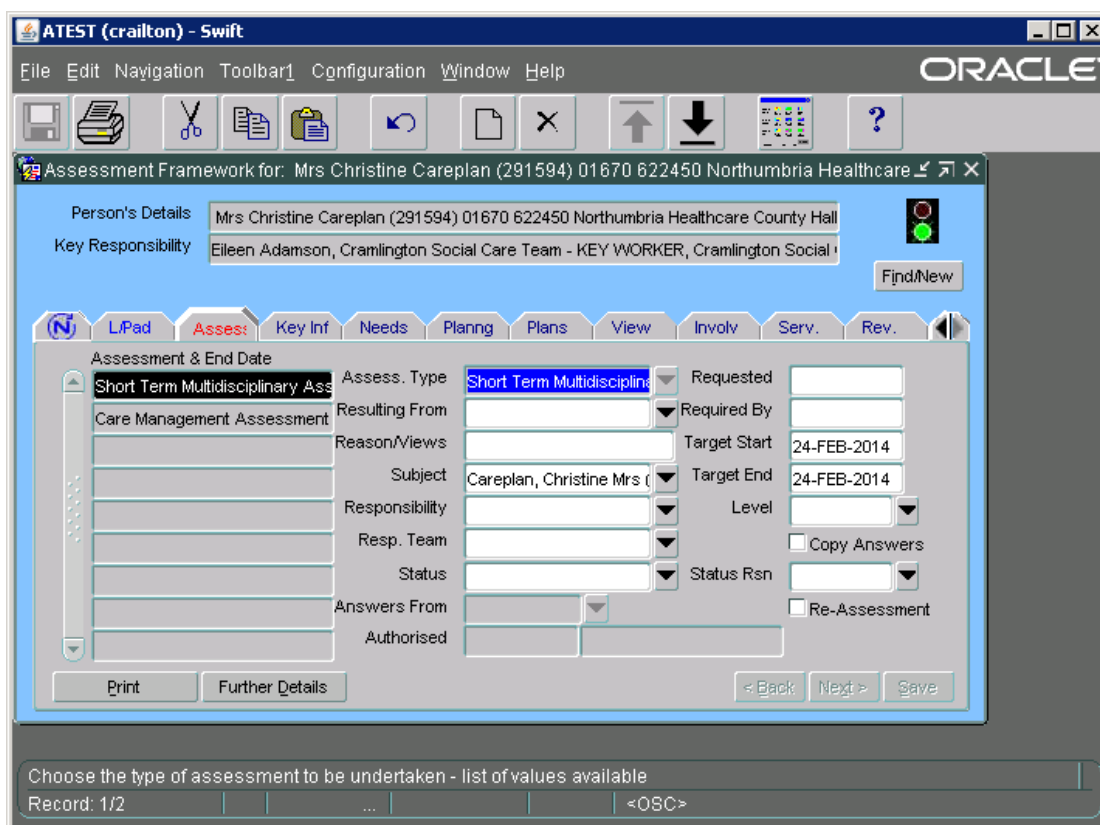 ATEST (crailton) - Swift
File Edit Navigation Toolbar1 Configuration Window Help ORACLE
?
Assessment Framework for: Mrs Christine Careplan (291594) 01670 622450 Northumbria Healthcare
Person's Details Mrs Christine Careplan (291594) 01670 622450 Northumbria Healthcare County Hall
Key Responsibility Eileen Adamson, Cramlington Social Care Team - KEY WORKER, Cramlington Social
Find/New
N L/Pad Assess Key Inf Needs Planng Plans View Involv Serv. Rev.
Assessment & End Date
Short Term Multidisciplinary Ass Assess. Type Short Term Multidisciplina Requested
Care Management Assessment Resulting From Required By
Reason/Views Target Start 24-FEB-2014
Subject Careplan, Christine Mrs ( Target End 24-FEB-2014
Responsibility Level
Resp. Team Copy Answers
Status Status Rsn
Answers From Re-Assessment
Authorised
Print Further Details < Back Next > Save
Choose the type of assessment to be undertaken - list of values available
Record: 1/2 ... <OSC>